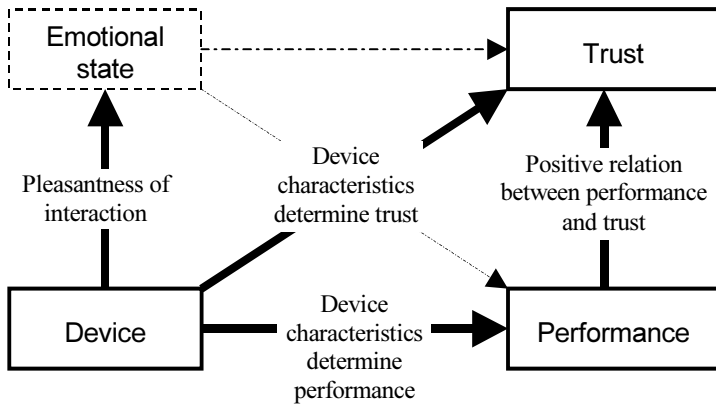 Emotional
state
Trust
Pleasantness of
interaction
Device
characteristics
determine trust
Positive relation
between performance
and trust
Device
Device
characteristics
determine
performance
Performance